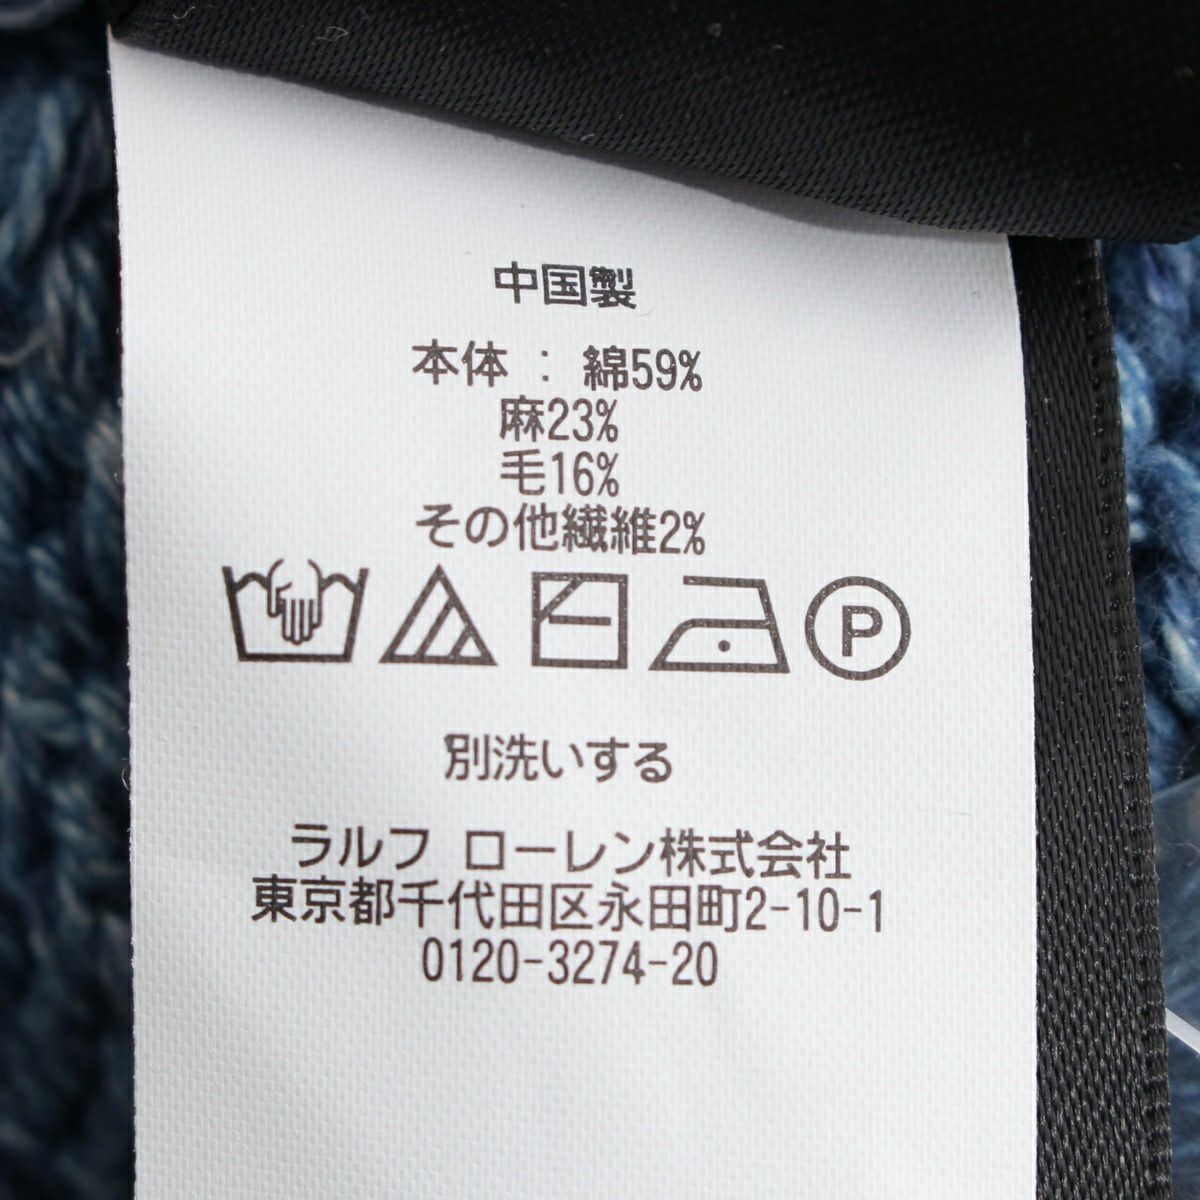 中国製
本体 : 綿59%
麻23%
毛16%
その他繊維2%
P
別洗いする
ラルフ ローレン株式会社
東京都千代田区永田町2-10-1
0120-3274-20